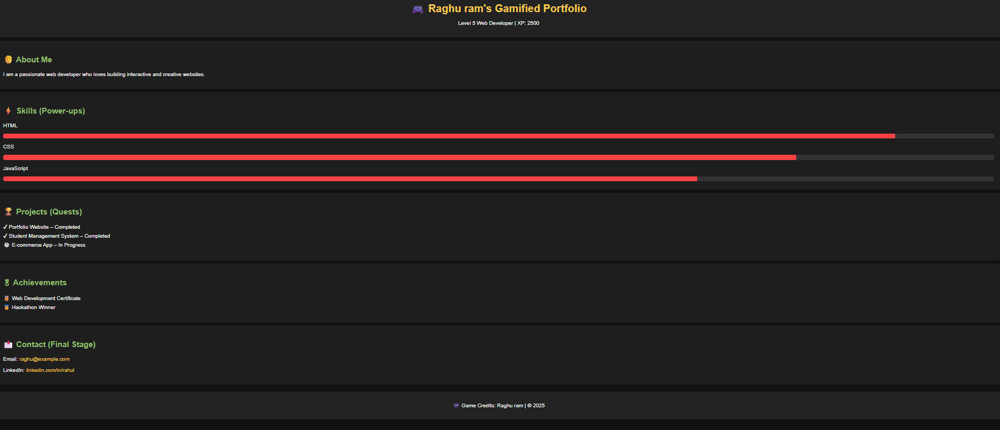 🎮 Raghu ram's Gamified Portfolio
Level 5 Web Developer | XP: 2500
About Me
I am a passionate web developer who loves building interactive and creative websites.
⚡ Skills (Power-ups)
HTML
CSS
JavaScript
🏆 Projects (Quests)
✔ Portfolio Website – Completed
✔ Student Management System – Completed
🕒 E-commerce App – In Progress
🎖 Achievements
🏅 Web Development Certificate
🥇 Hackathon Winner
📩 Contact (Final Stage)
Email: raghu@example.com
LinkedIn: linkedin.com/in/rahul
👾 Game Credits: Raghu ram | © 2025